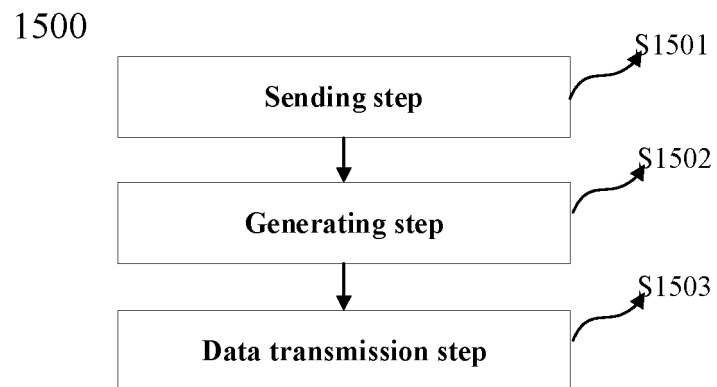 1500
S1501
Sending step
S1502
Generating step
S1503
Data transmission step